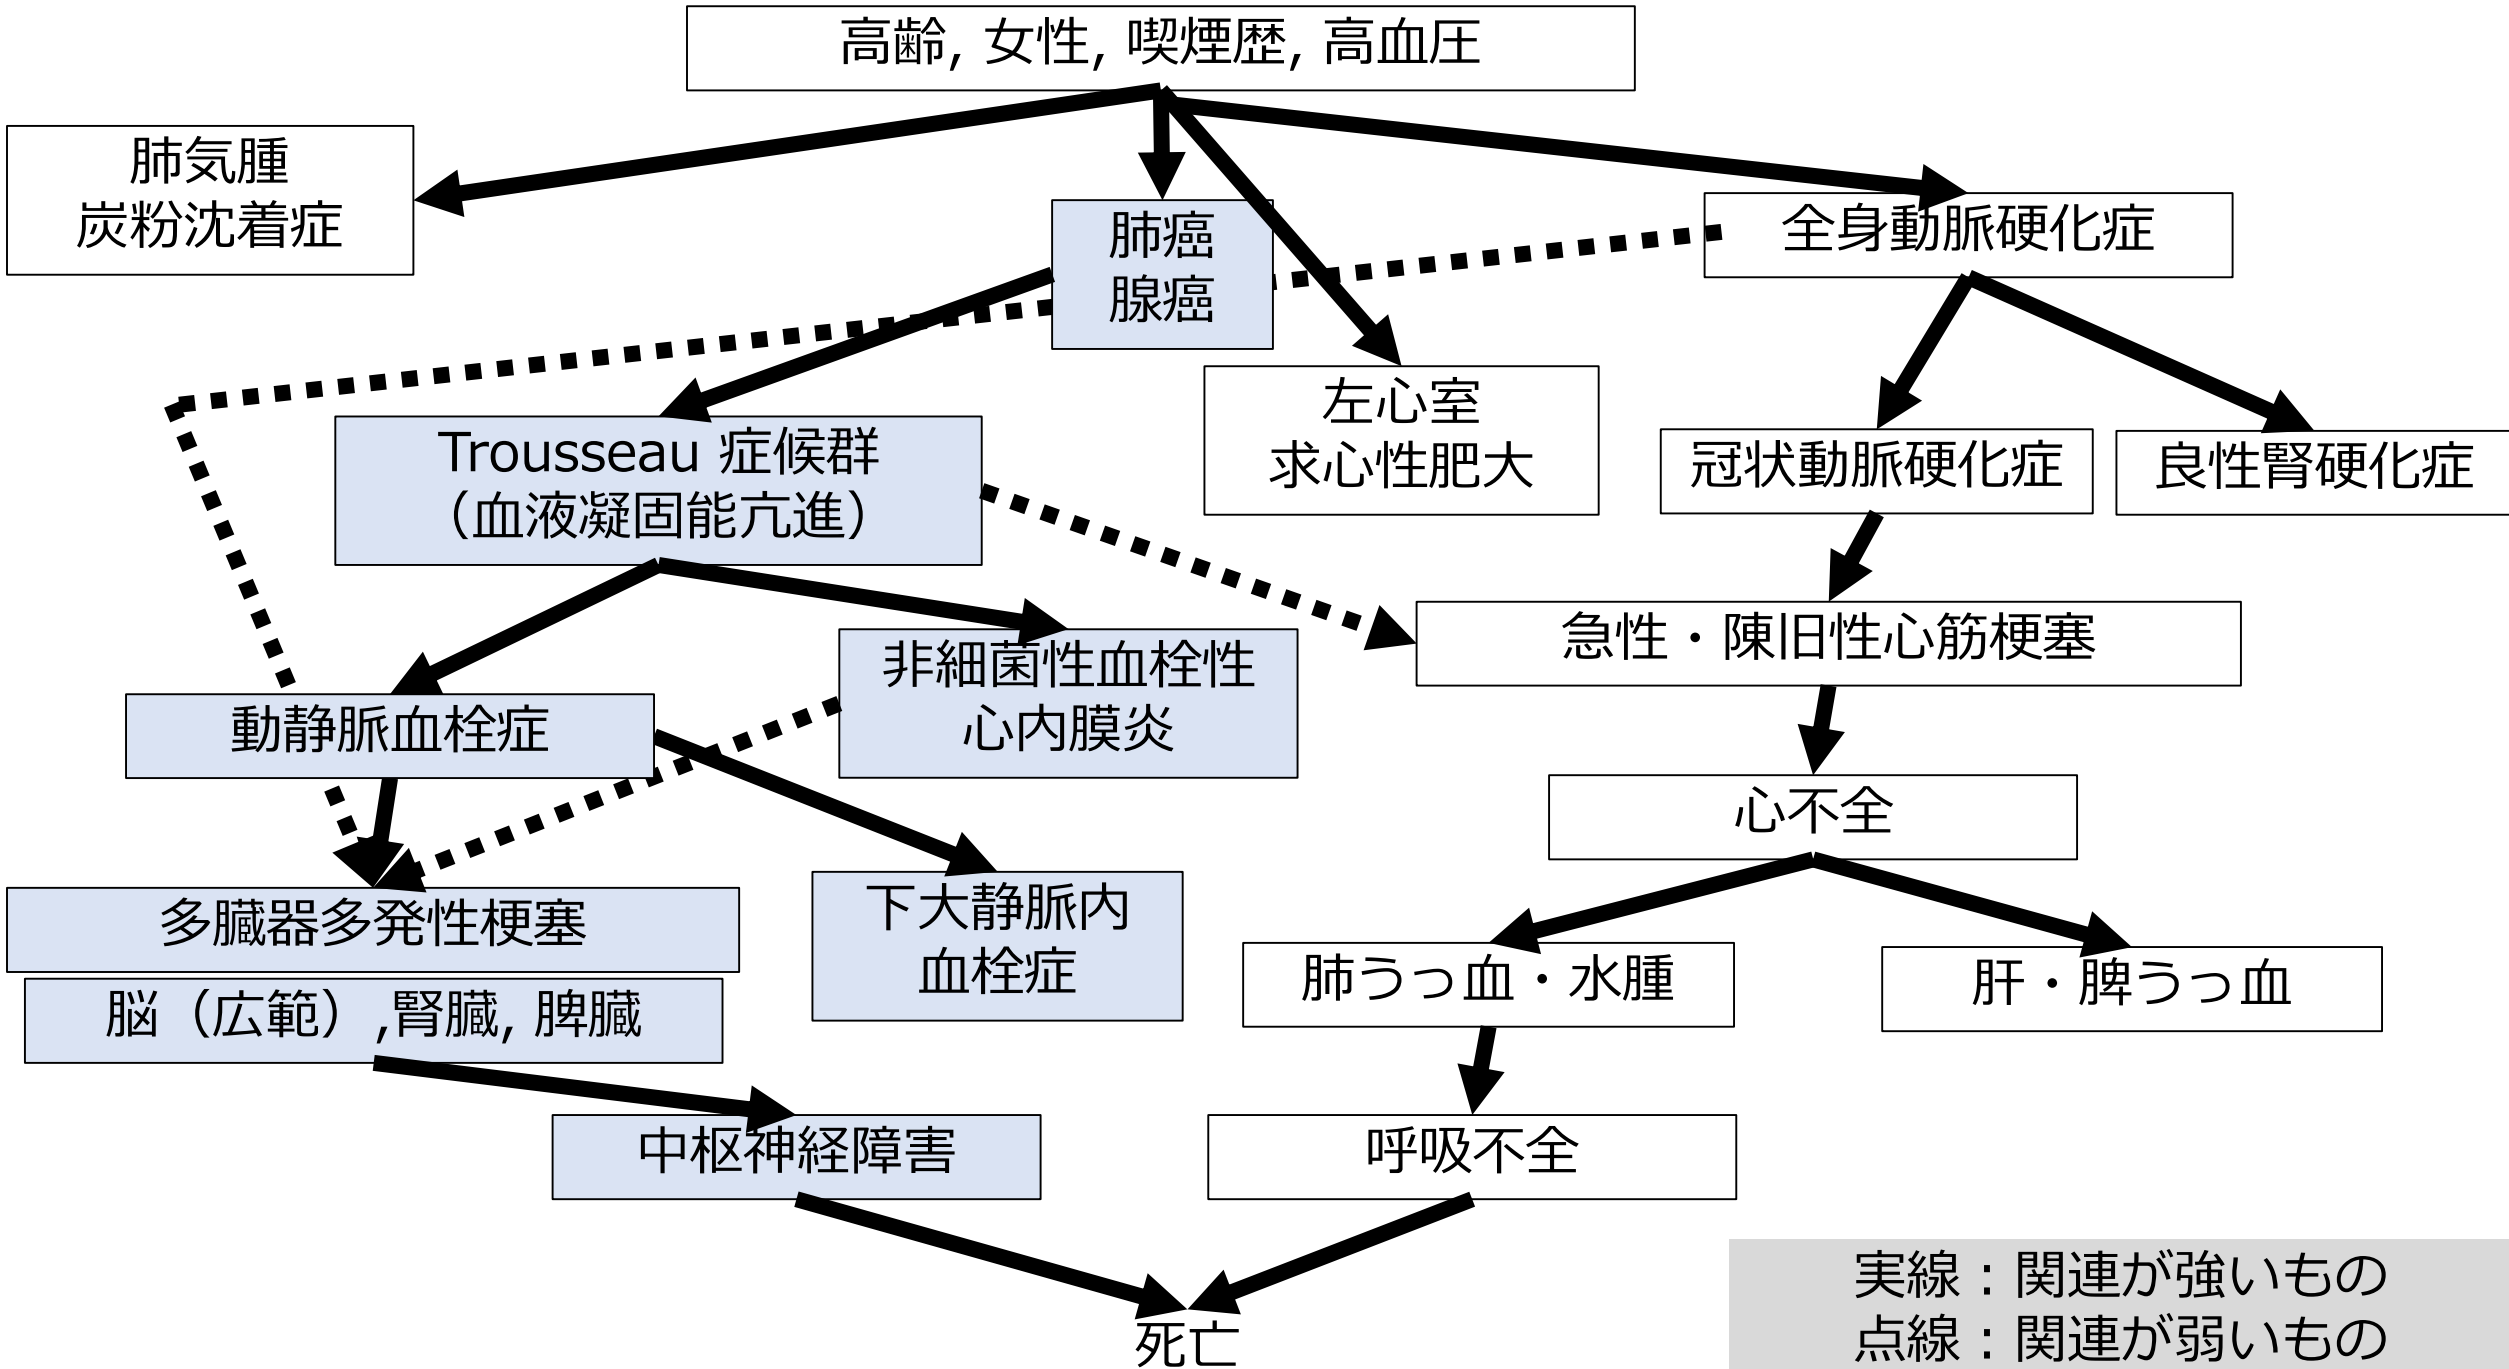 高齢, 女性, 喫煙歴, 高血圧
肺気腫
炭粉沈着症
肺癌
膵癌
全身動脈硬化症
左心室
求心性肥大
Trousseau 症候群
（血液凝固能亢進）
冠状動脈硬化症
良性腎硬化症
急性・陳旧性心筋梗塞
非細菌性血栓性
心内膜炎
動静脈血栓症
心不全
多臓器多発性梗塞
脳（広範）,腎臓, 脾臓
下大静脈内
血栓症
肺うっ血・水腫
肝・脾うっ血
中枢神経障害
呼吸不全
死亡
実線：関連が強いもの
点線：関連が弱いもの